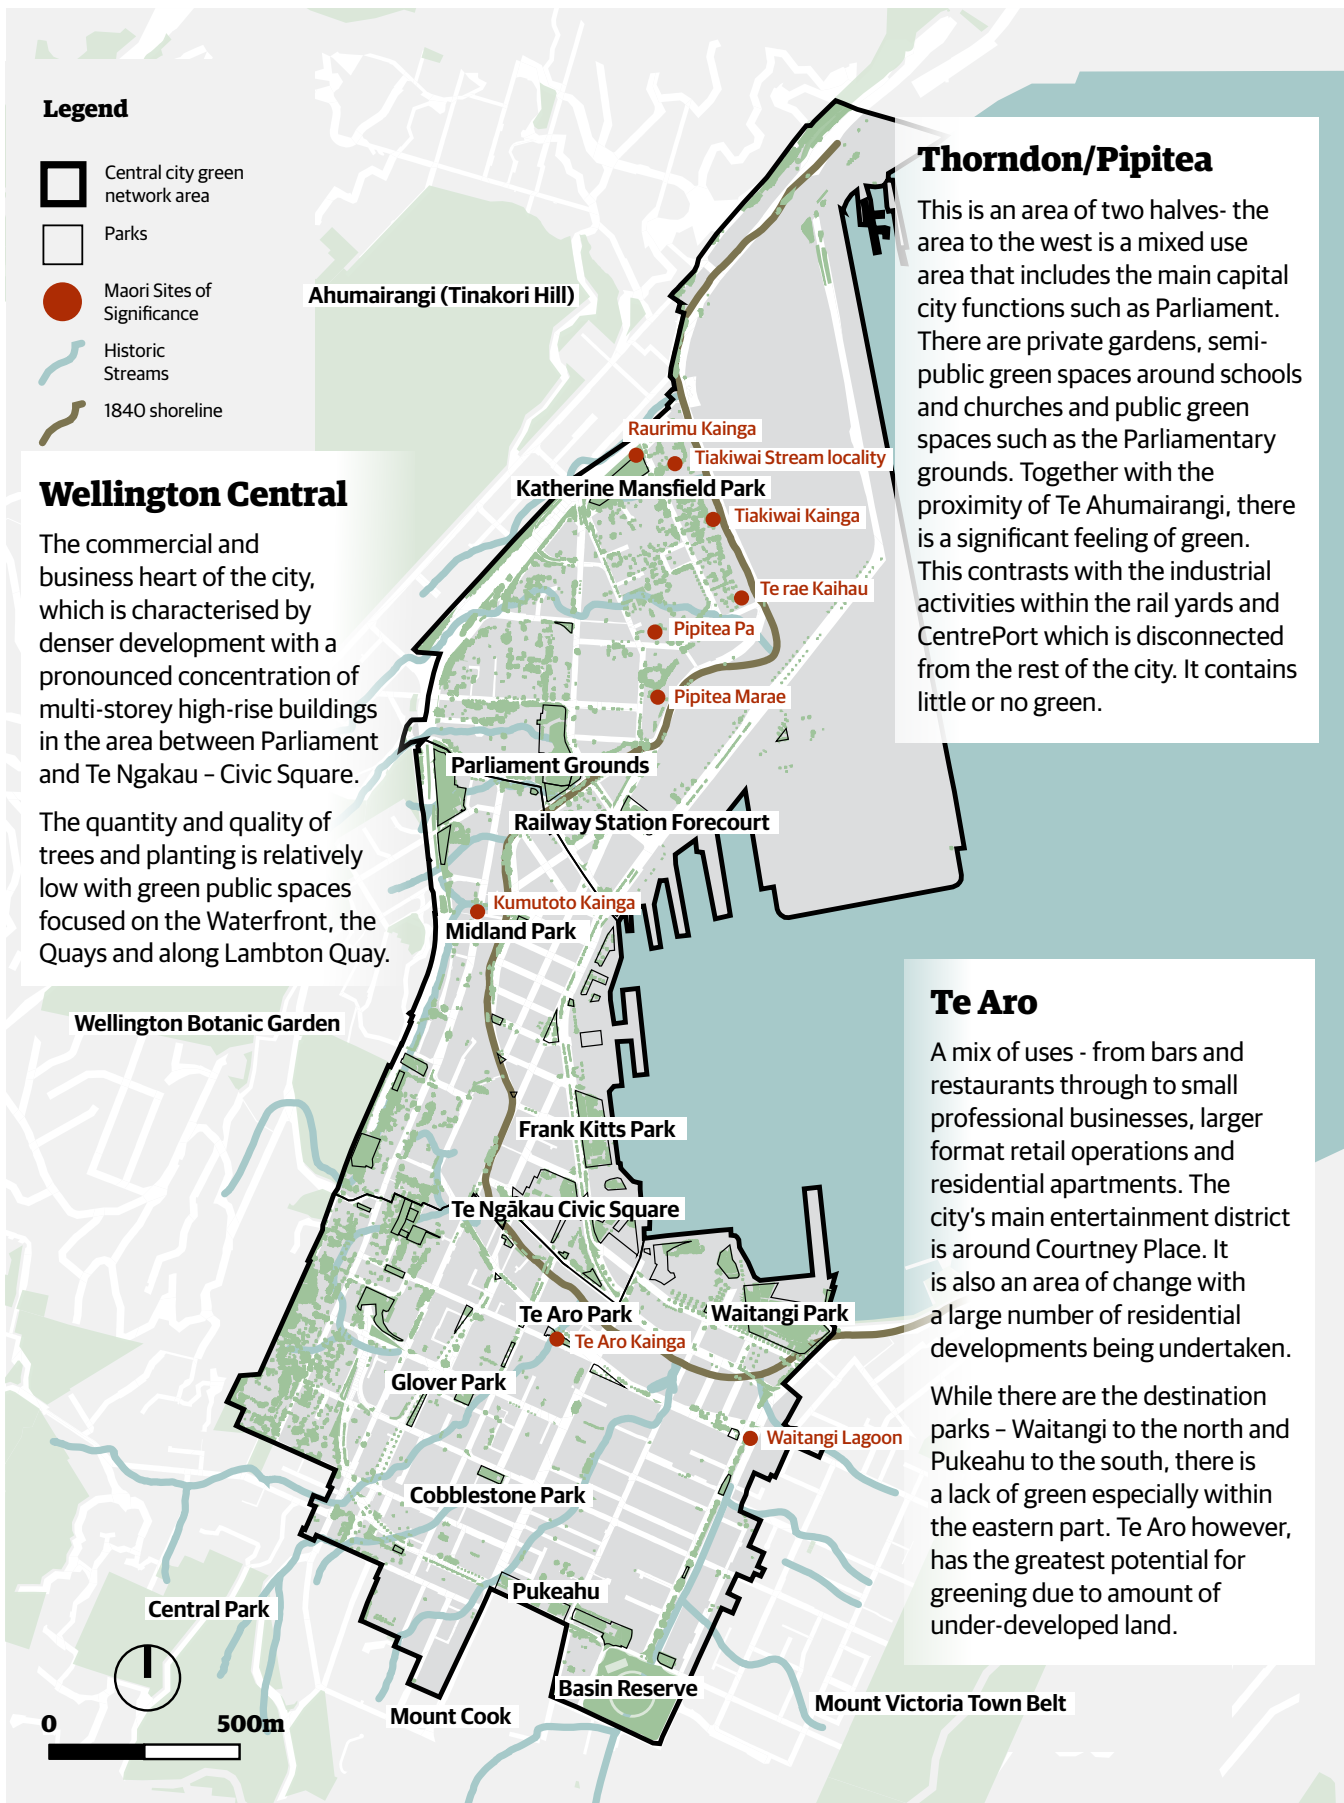 Legend
Central city green
network area
Parks
Maori Sites of
Significance
Historic
Streams
1840 shoreline
Wellington Central
The commercial and
business heart of the city,
which is characterised by
denser development with a
pronounced concentration of
multi-storey high-rise buildings
in the area between Parliament
and Te Ngakau – Civic Square.
The quantity and quality of
trees and planting is relatively
low with green public spaces
focused on the Waterfront, the
Quays and along Lambton Quay.
Thorndon/Pipitea
This is an area of two halves- the
area to the west is a mixed use
area that includes the main capital
city functions such as Parliament.
There are private gardens, semi-
public green spaces around schools
and churches and public green
spaces such as the Parliamentary
grounds. Together with the
proximity of Te Ahumairangi, there
is a significant feeling of green.
This contrasts with the industrial
activities within the rail yards and
CentrePort which is disconnected
from the rest of the city. It contains
little or no green.
Te Aro
A mix of uses - from bars and
restaurants through to small
professional businesses, larger
format retail operations and
residential apartments. The
city's main entertainment district
is around Courtney Place. It
is also an area of change with
a large number of residential
developments being undertaken.
While there are the destination
parks – Waitangi to the north and
Pukeahu to the south, there is
a lack of green especially within
the eastern part. Te Aro however,
has the greatest potential for
greening due to amount of
under-developed land.
Ahumairangi (Tinakori Hill)
Raurimu Kainga
Tiakiwai Stream locality
Katherine Mansfield Park
Tiakiwai Kainga
Te rae Kaihau
Pipitea Pa
Pipitea Marae
Parliament Grounds
Railway Station Forecourt
Kumutoto Kainga
Midland Park
Wellington Botanic Garden
Frank Kitts Park
Te Ngākau Civic Square
Te Aro Park
Waitangi Park
Te Aro Kainga
Glover Park
Waitangi Lagoon
Cobblestone Park
Pukeahu
Central Park
Basin Reserve
Mount Cook
Mount Victoria Town Belt
0 500m